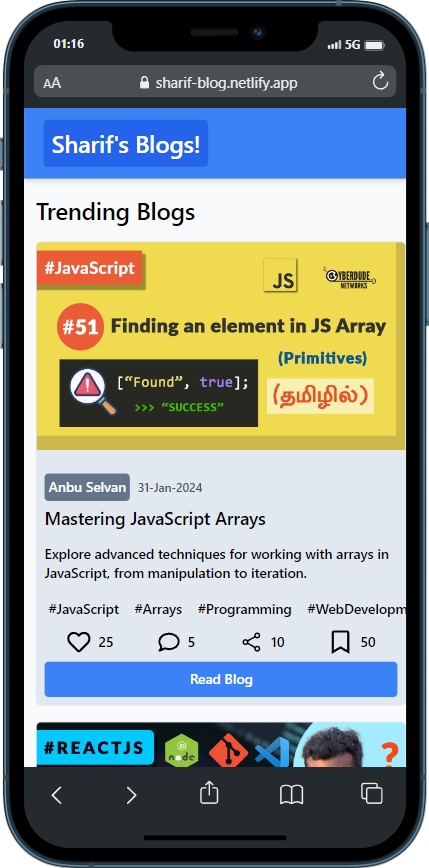 01:16
5G
AA
sharif-blog.netlify.app
Sharif's Blogs!
Trending Blogs
#JavaScript
JS
CYBERDUDE
NETWORKS
#51
Finding an element in JS Array
(Primitives)
["Found", true];
>>> "SUCCESS"
(தமிழில்)
Anbu Selvan
31-Jan-2024
Mastering JavaScript Arrays
Explore advanced techniques for working with arrays in
JavaScript, from manipulation to iteration.
#JavaScript #Arrays #Programming #WebDevelopm
25 5 10 50
Read Blog
#REACTJS
node
?